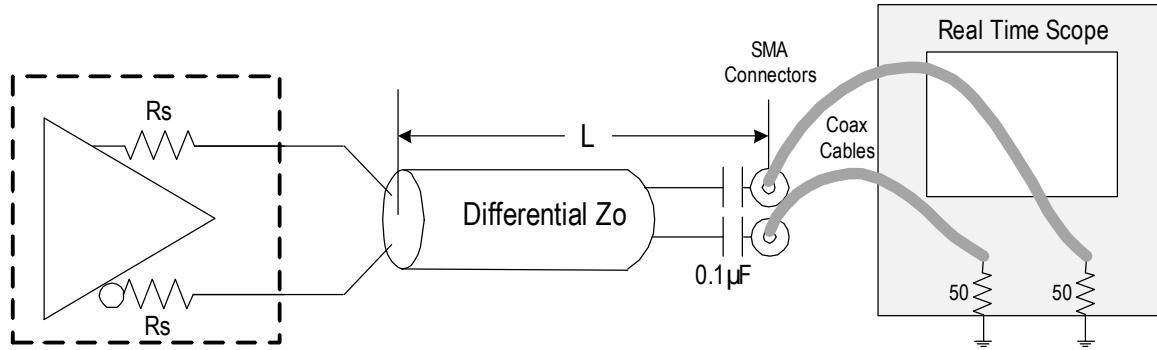 Real Time Scope
SMA
Connectors
Rs
L
Coax
Cables
Differential Zo
0.1µF
50
50
Rs